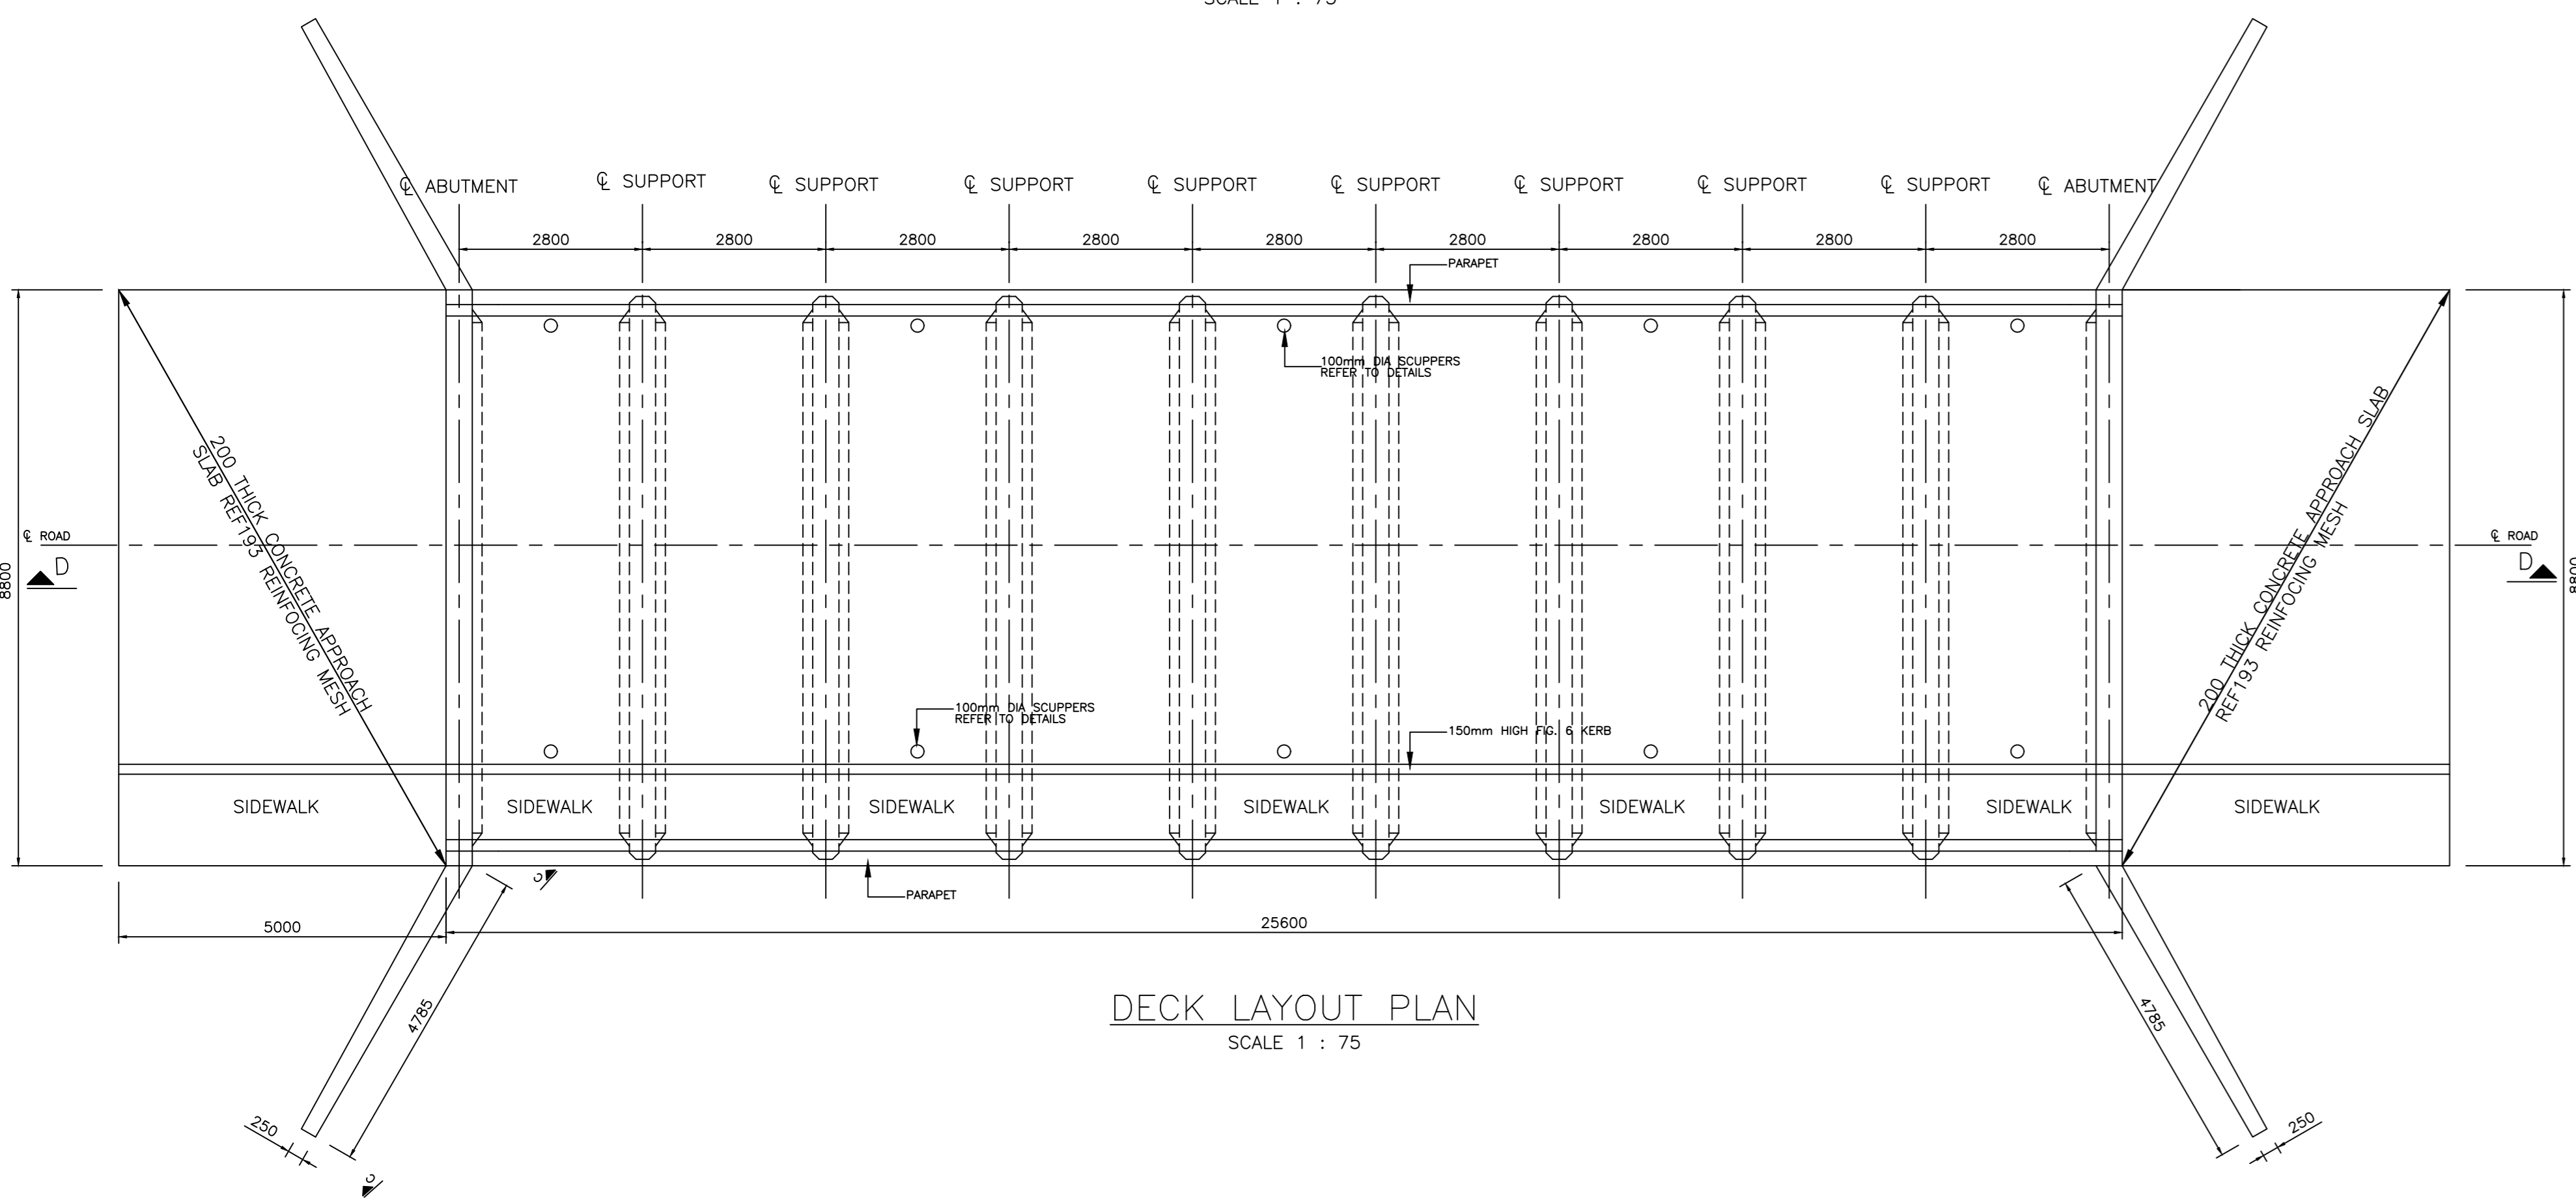 SCALE 1 : 75
℄ ABUTMENT
℄ SUPPORT
℄ SUPPORT
℄ SUPPORT
℄ SUPPORT
℄ SUPPORT
℄ SUPPORT
℄ SUPPORT
℄ SUPPORT
℄ ABUTMENT
2800
2800
2800
2800
2800
2800
2800
2800
2800
PARAPET
100mm DIA SCUPPERS
REFER TO DETAILS
200 THICK CONCRETE APPROACH
SLAB REF193 REINFOCING MESH
200 THICK CONCRETE APPROACH SLAB
REF193 REINFOCING MESH
℄ ROAD
D
8800
℄ ROAD
D
8800
100mm DIA SCUPPERS
REFER TO DETAILS
150mm HIGH FIG. 6 KERB
SIDEWALK
SIDEWALK
SIDEWALK
SIDEWALK
SIDEWALK
SIDEWALK
SIDEWALK
PARAPET
5000
25600
4785
4785
250
250
DECK LAYOUT PLAN
SCALE 1 : 75